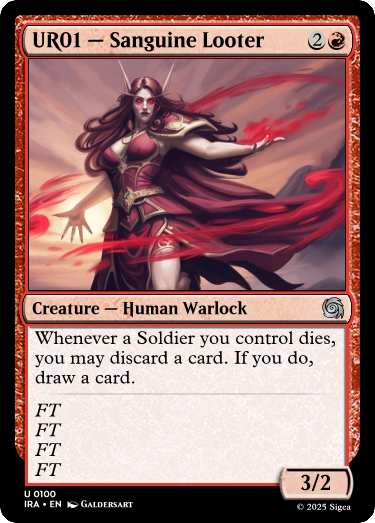 UR01 — Sanguine Looter 2
Creature — Human Warlock
Whenever a Soldier you control dies,
you may discard a card. If you do,
draw a card.
FT
FT
FT
FT
3/2
U 0100
IRA • EN Galdersart
© 2025 Sigea